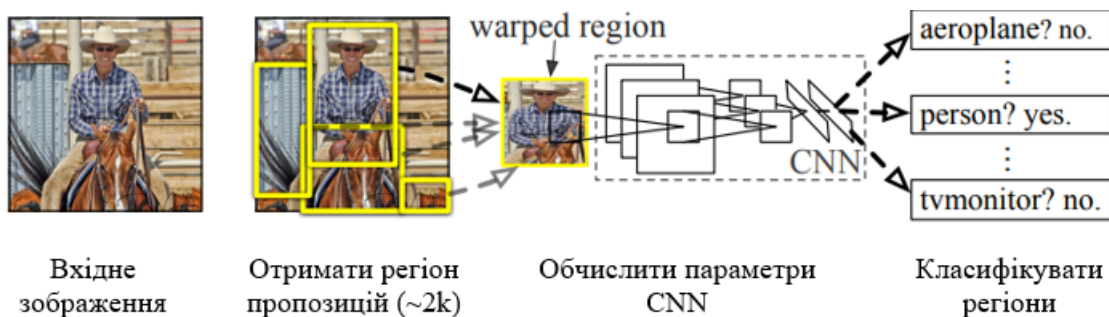 warped region
aeroplane? no.
⋮
person? yes.
⋮
tvmonitor? no.
CNN
Вхідне
зображення
Отримати регіон
пропозицій (~2k)
Обчислити параметри
CNN
Класифікувати
регіони